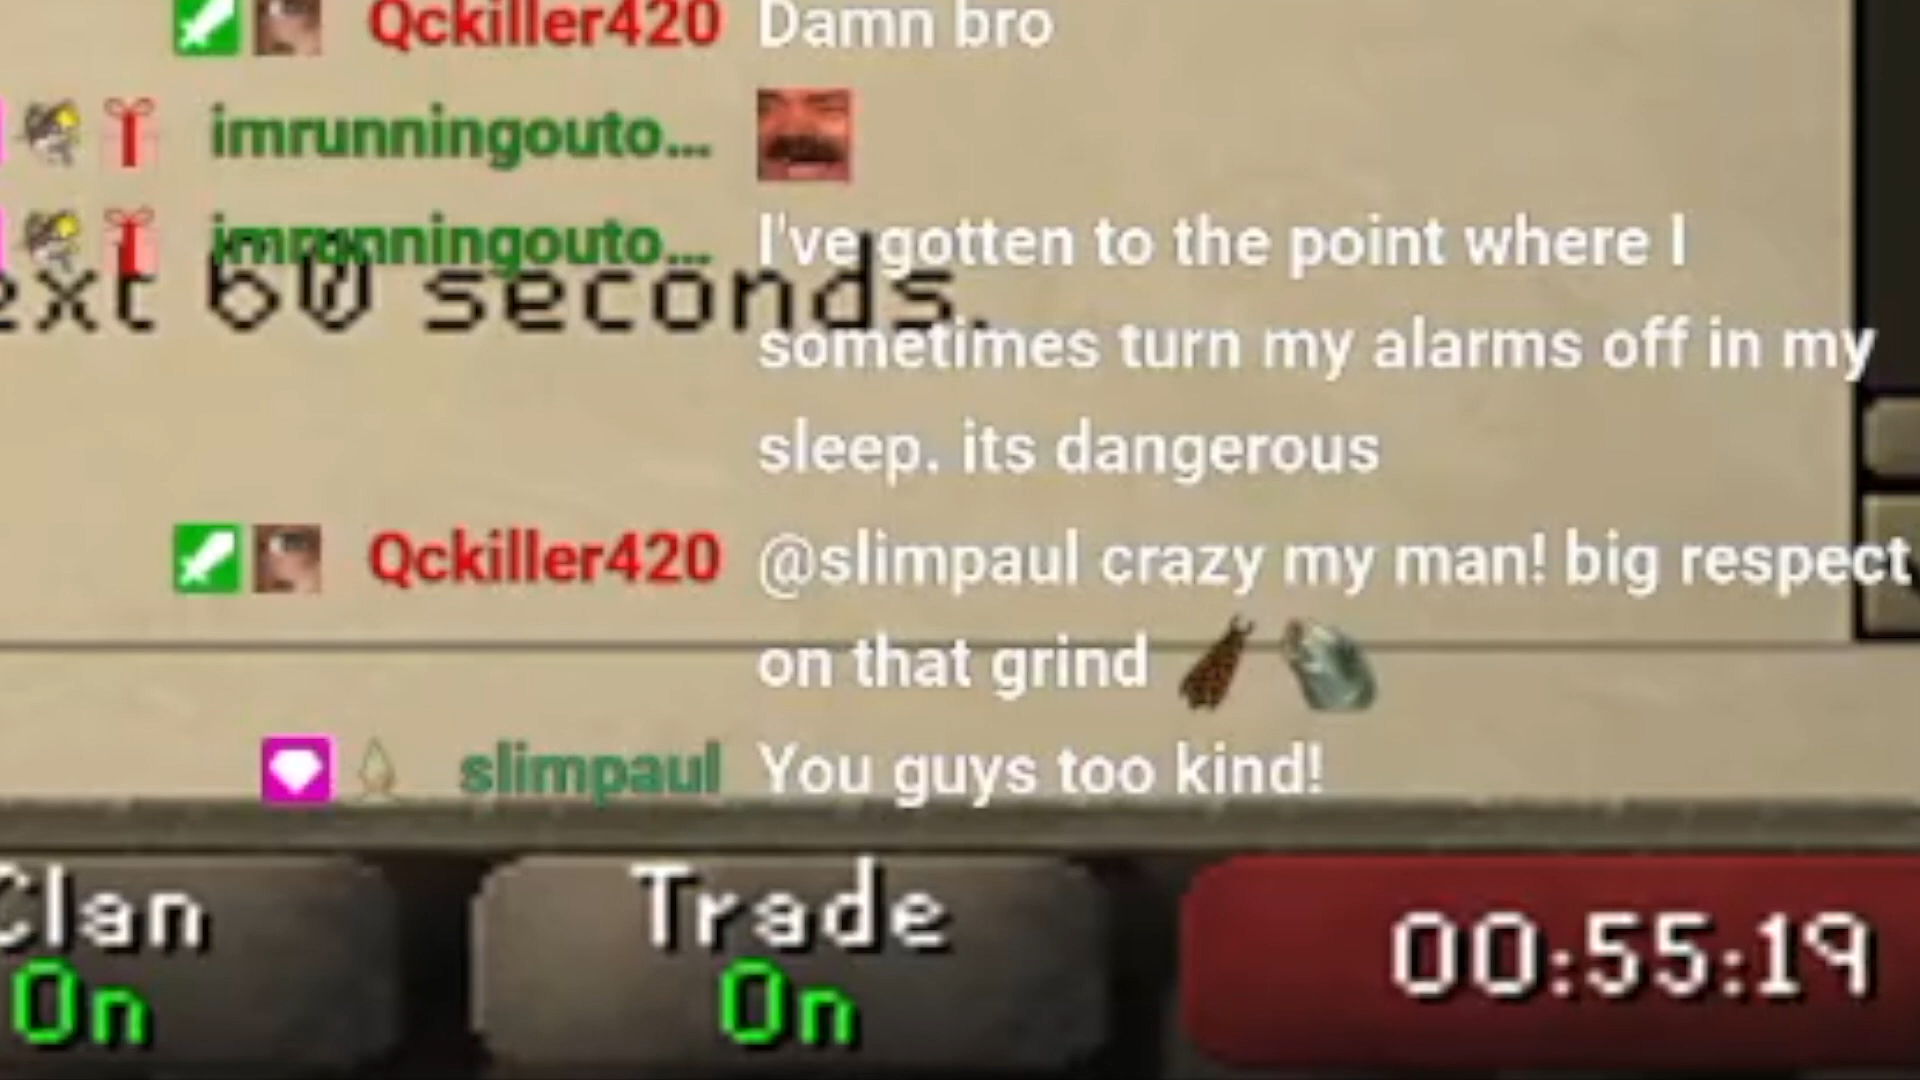 Qckiller420 Damn bro
imrunningouto...
imrunningouto... I've gotten to the point where I
ext 60 seconds.
sometimes turn my alarms off in my
sleep. its dangerous
Qckiller420 @slimpaul crazy my man! big respect
on that grind
slimpaul You guys too kind!
Clan Trade 00:55:19
On On